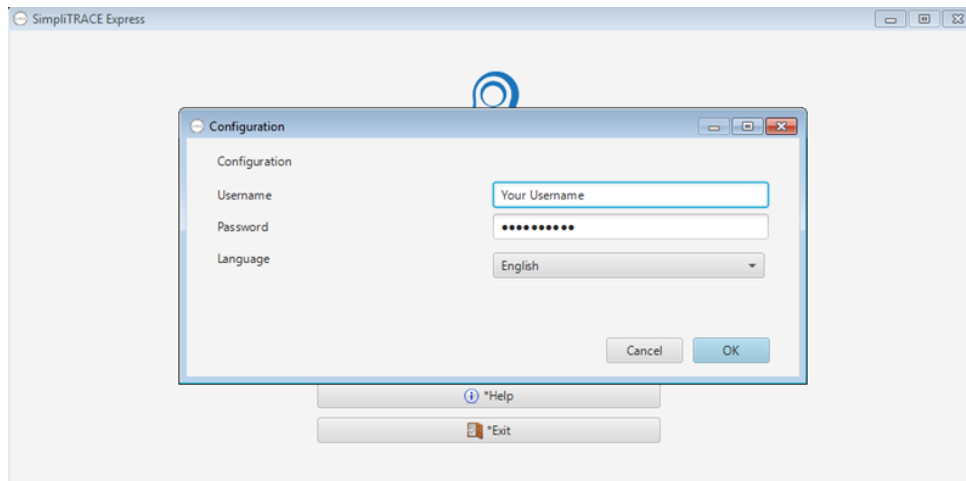 SimpliTRACE Express
Configuration
Configuration
Username Your Username
Password ●●●●●●●●●●
Language English
Cancel OK
*Help
*Exit